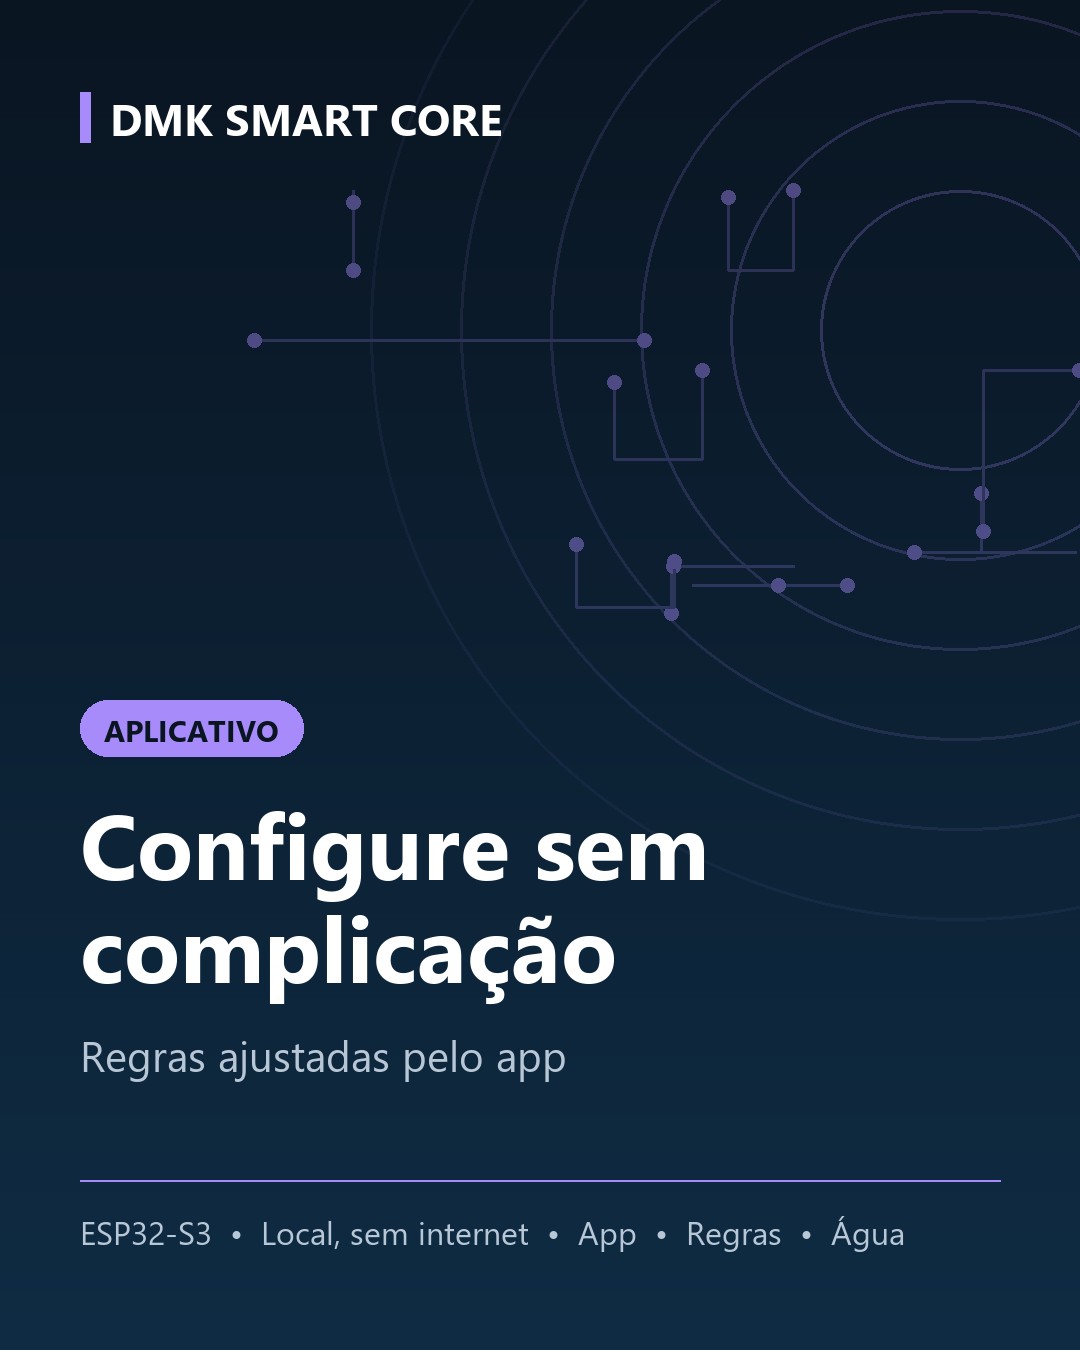 DMK SMART CORE
APLICATIVO
Configure sem
complicação
Regras ajustadas pelo app
ESP32-S3 • Local, sem internet • App • Regras • Água